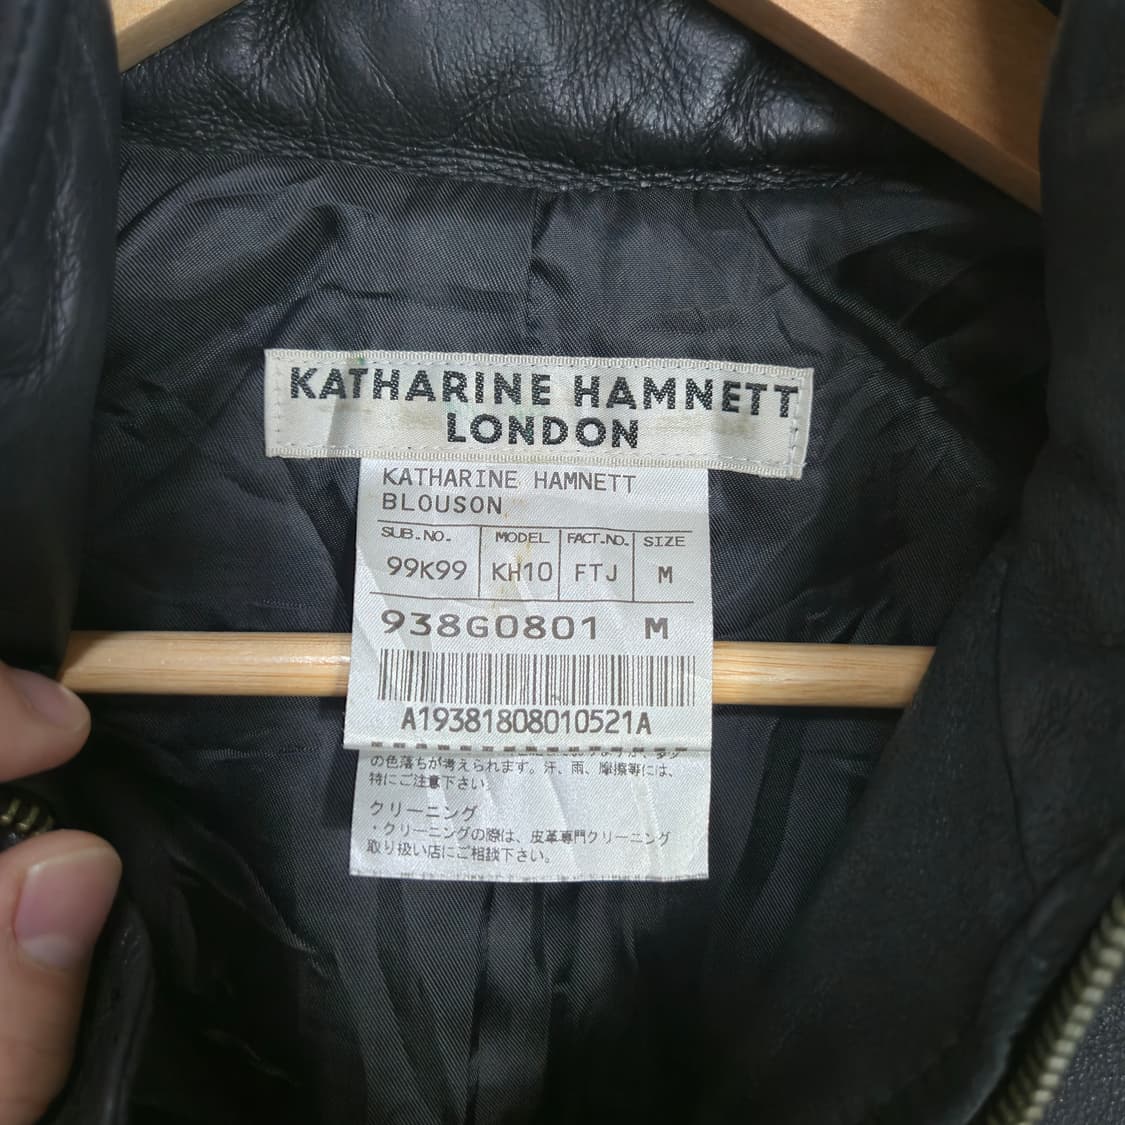 KATHARINE HAMNETT
LONDON
KATHARINE HAMNETT
BLOUSON
SUB.NO. MODEL FACT.NO. SIZE
99K99 KH10 FTJ M
938G0801 M
A19381808010521A
の色落ちが考えられます。汗、雨、摩擦等には、
特にご注意下さい。
クリーニング
・クリーニングの際は、皮革専門クリーニング
取り扱い店にご相談下さい。